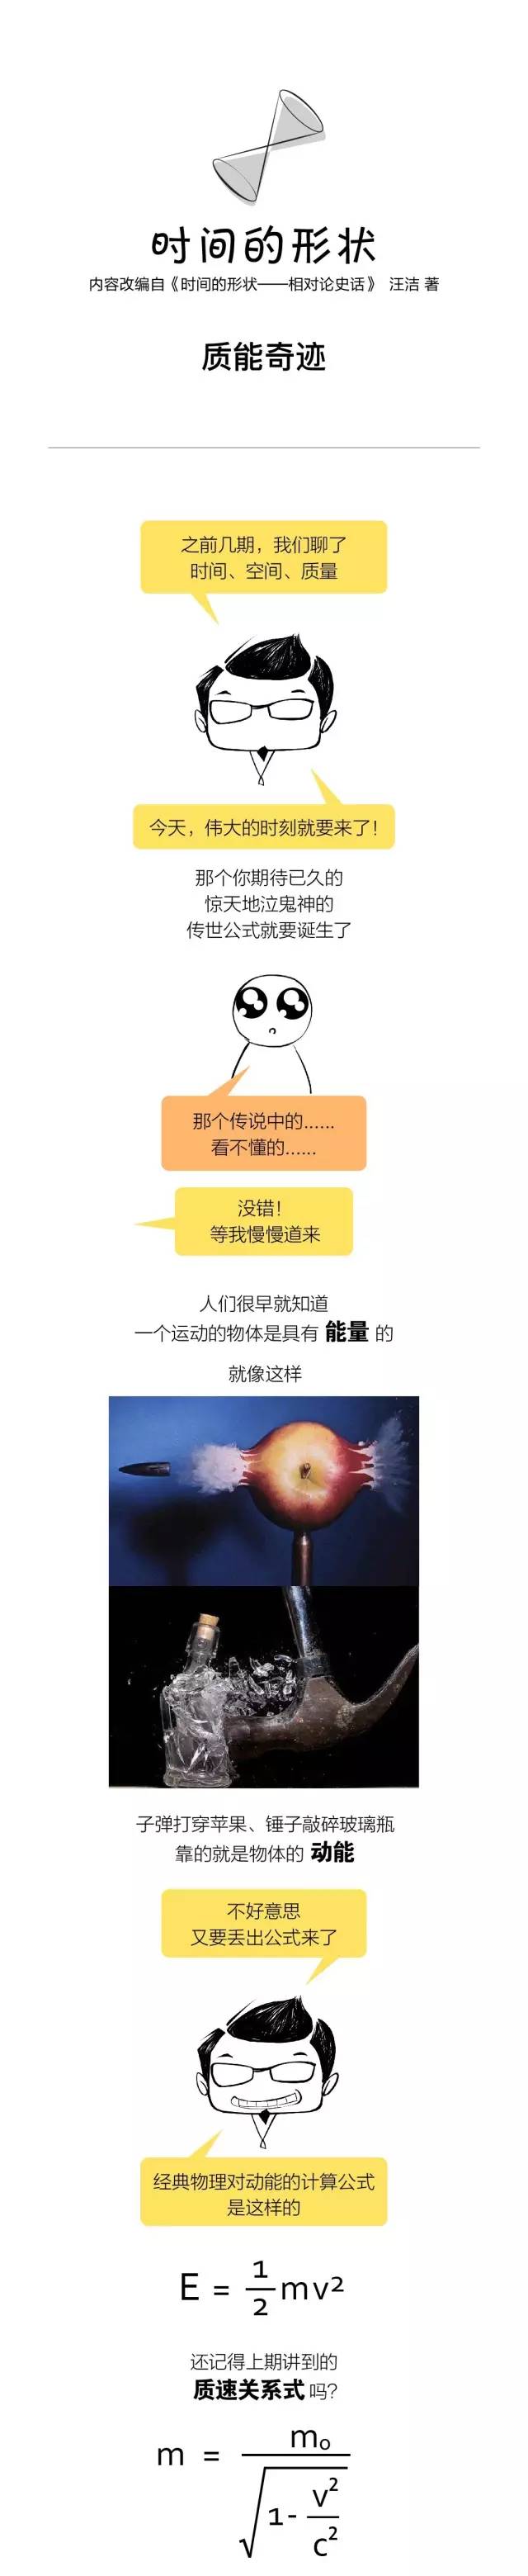 时间的形状
内容改编自《时间的形状——相对论史话》 汪洁 著
质能奇迹
之前几期，我们聊了
时间、空间、质量
今天，伟大的时刻就要来了！
那个你期待已久的
惊天地泣鬼神的
传世公式就要诞生了
那个传说中的……
看不懂的……
没错！
等我慢慢道来
人们很早就知道
一个运动的物体是具有 能量 的
就像这样
子弹打穿苹果、锤子敲碎玻璃瓶
靠的就是物体的 动能
不好意思
又要丢出公式来了
经典物理对动能的计算公式
是这样的
E = 1/2 mv²
还记得上期讲到的
质速关系式 吗？
m = m₀ / √(1 - v²/c²)